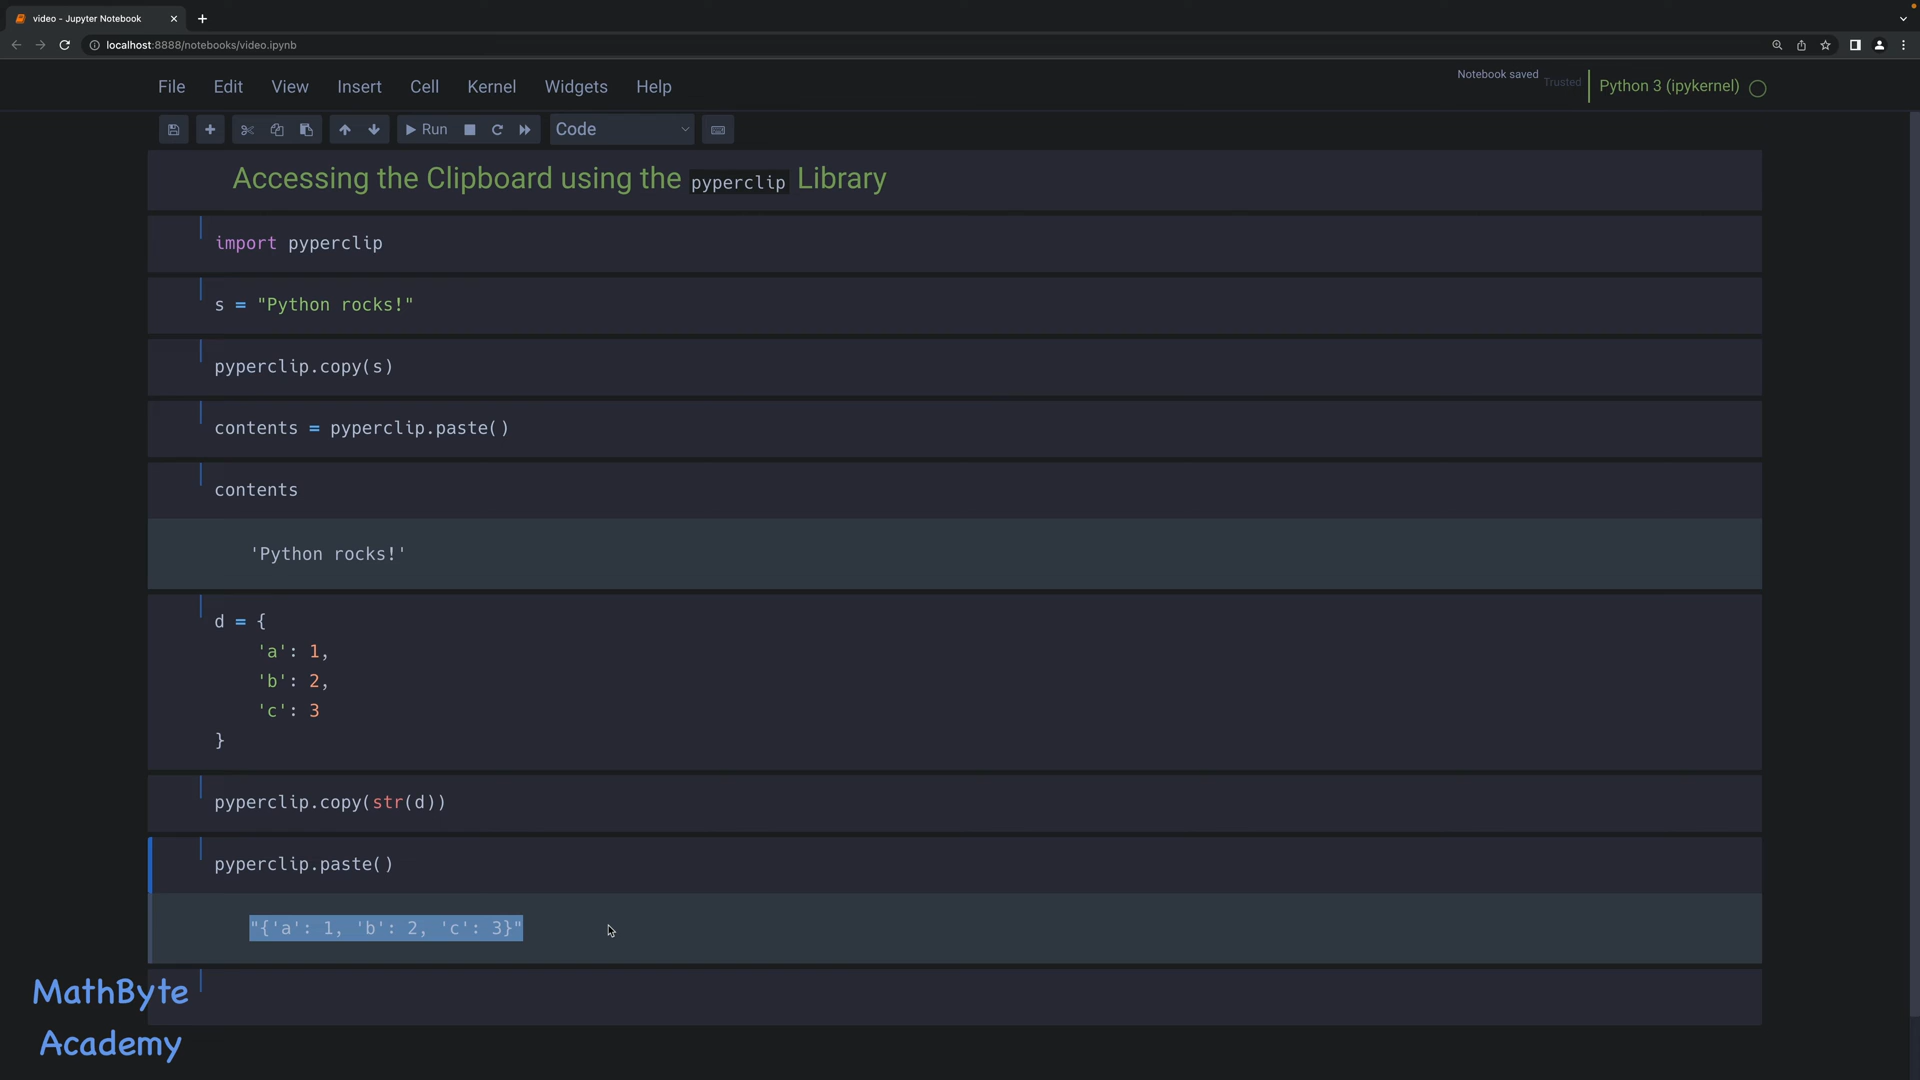 video - Jupyter Notebook
localhost:8888/notebooks/video.ipynb
File Edit View Insert Cell Kernel Widgets Help
Notebook saved Trusted Python 3 (ipykernel)
Run Code
Accessing the Clipboard using the pyperclip Library
import pyperclip
s = "Python rocks!"
pyperclip.copy(s)
contents = pyperclip.paste()
contents
'Python rocks!'
d = {
    'a': 1,
    'b': 2,
    'c': 3
}
pyperclip.copy(str(d))
pyperclip.paste()
"{'a': 1, 'b': 2, 'c': 3}"
MathByte
Academy